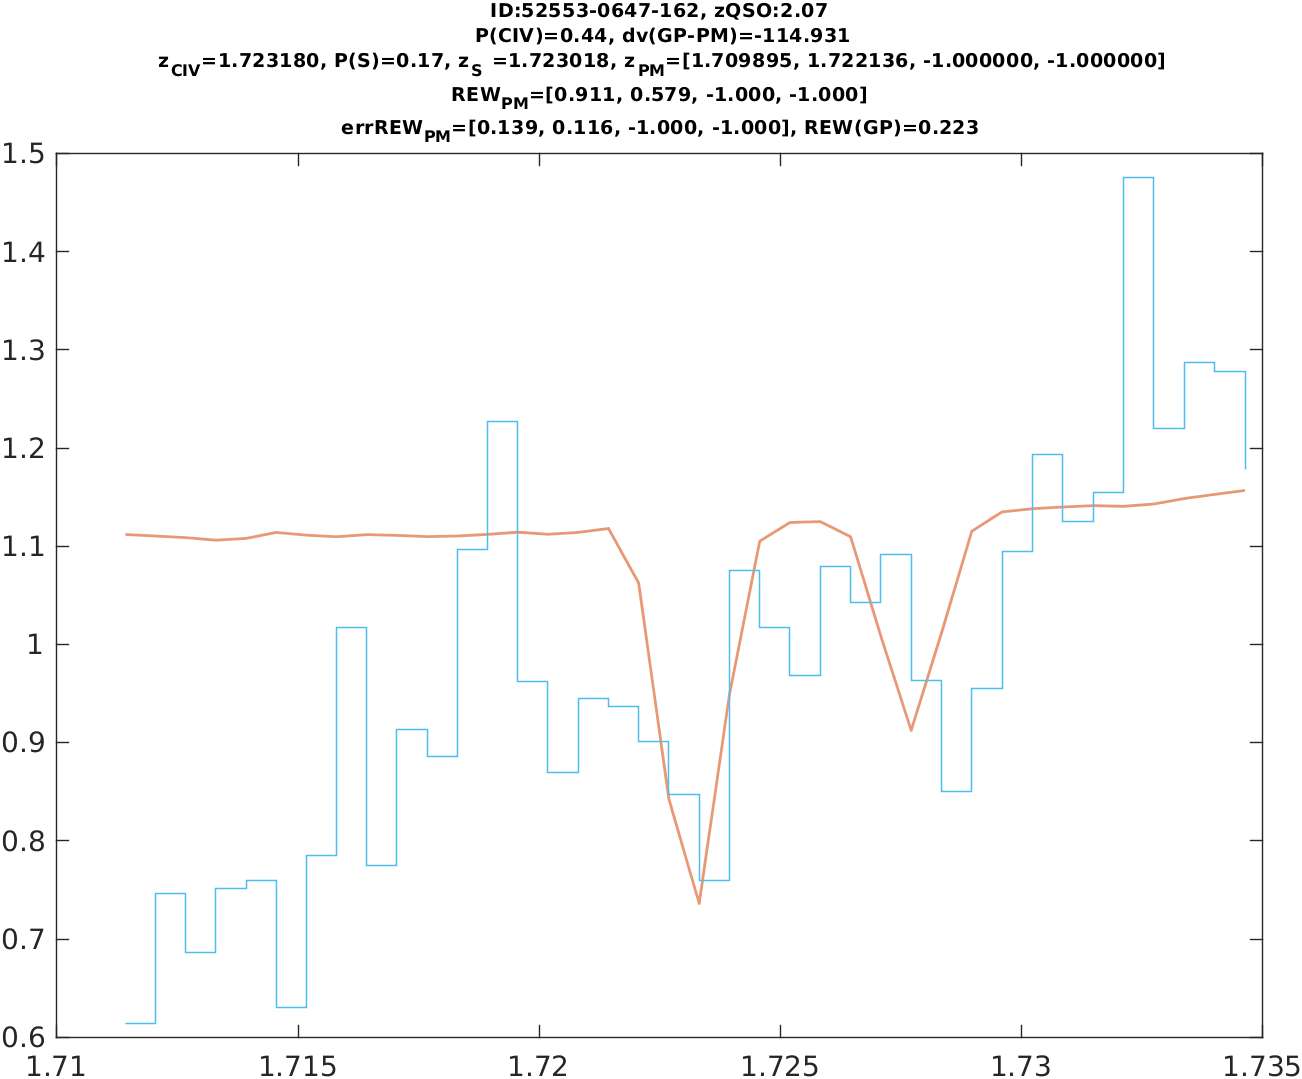 ID:52553-0647-162, zQSO:2.07
P(CIV)=0.44, dv(GP-PM)=-114.931
zCIV=1.723180, P(S)=0.17, zS =1.723018, zPM=[1.709895, 1.722136, -1.000000, -1.000000]
REWPM=[0.911, 0.579, -1.000, -1.000]
errREWPM=[0.139, 0.116, -1.000, -1.000], REW(GP)=0.223
1.5
1.4
1.3
1.2
1.1
1
0.9
0.8
0.7
0.6
1.71 1.715 1.72 1.725 1.73 1.735